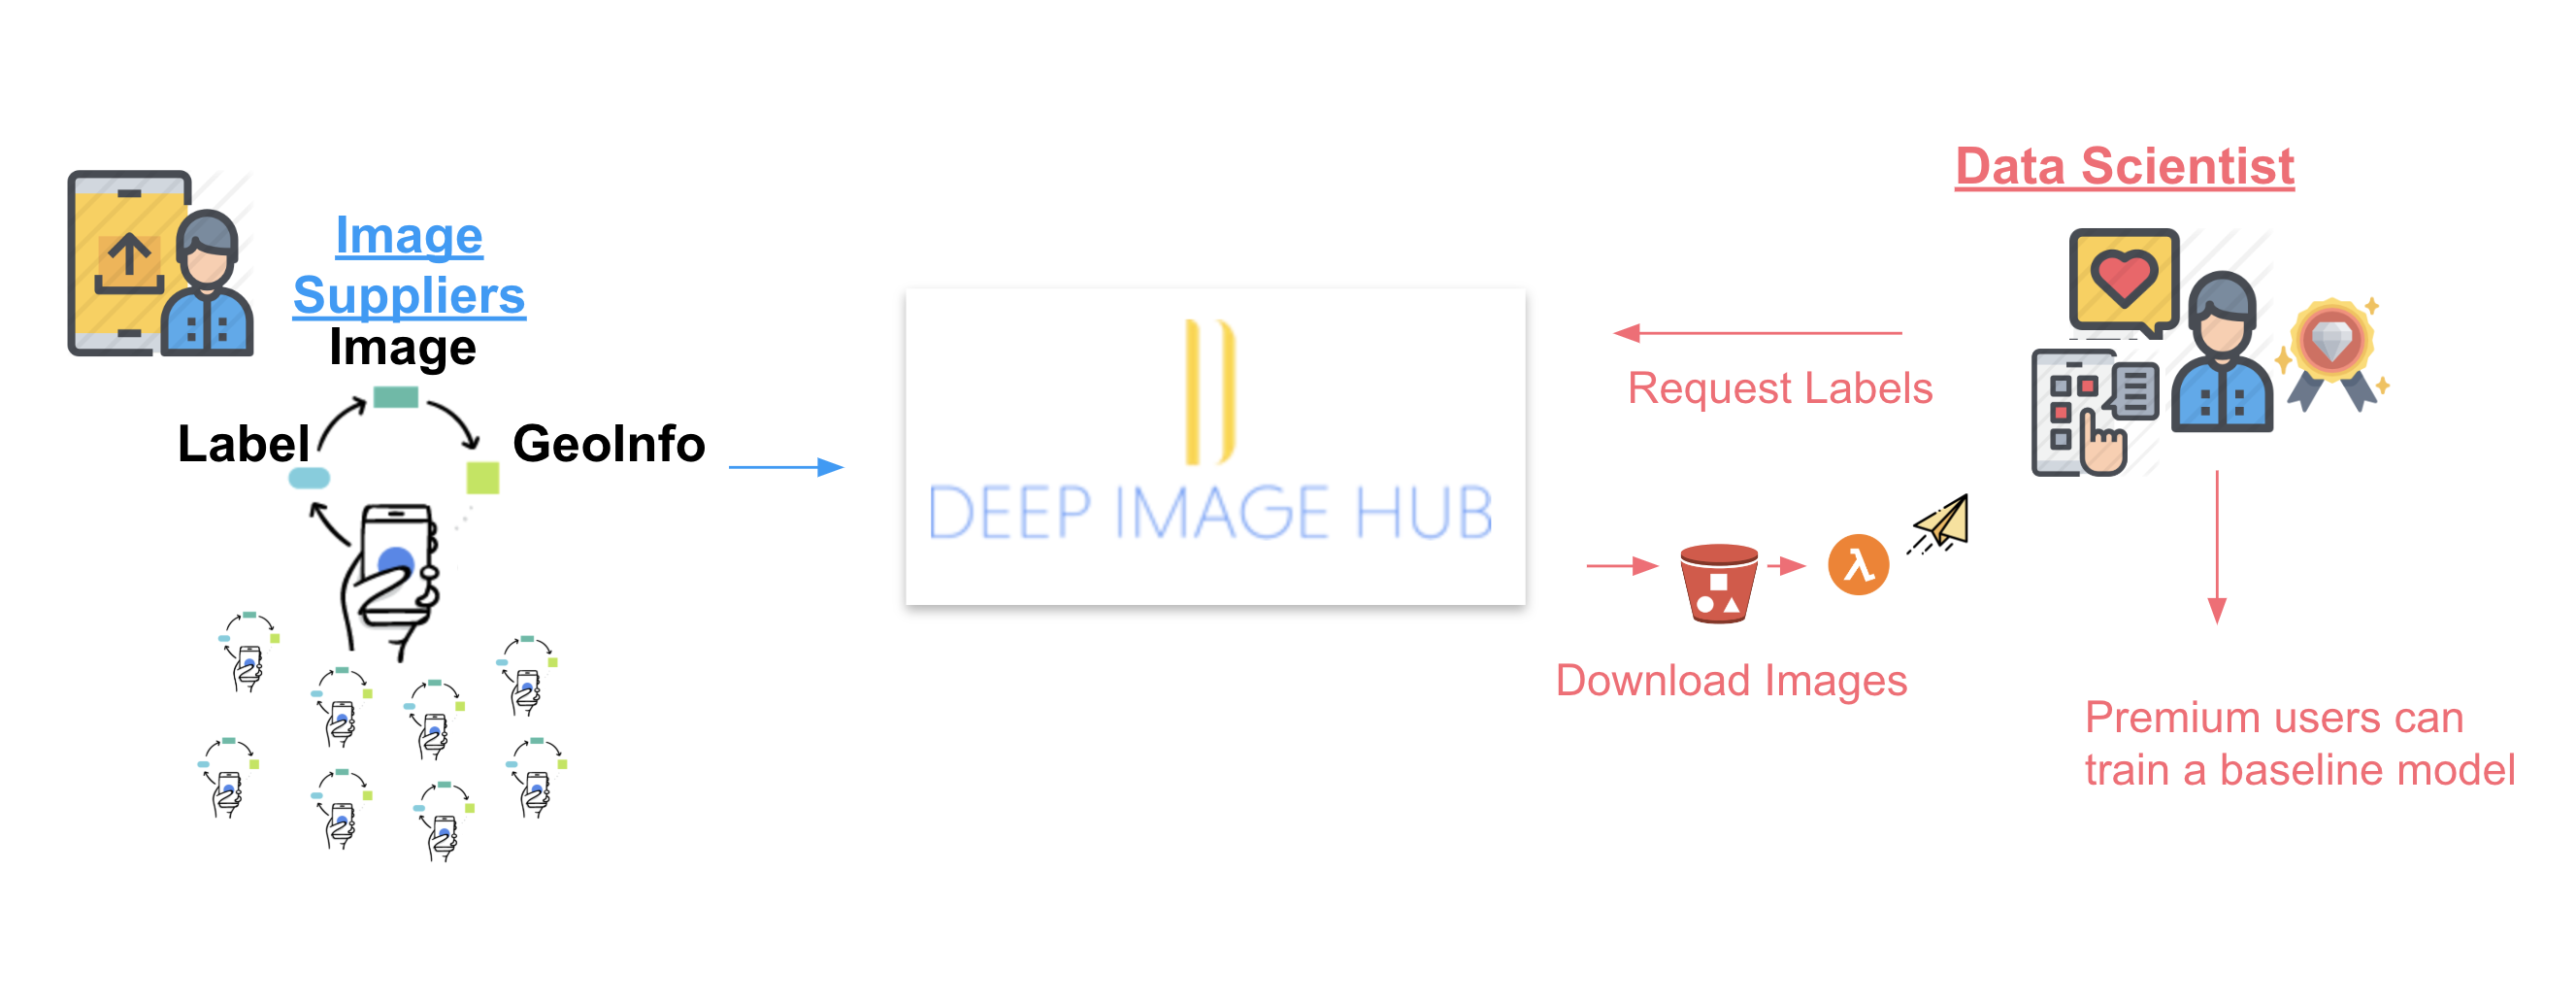 Image
Suppliers
Image
Label
GeoInfo
DEEP IMAGE HUB
Data Scientist
Request Labels
λ
Download Images
Premium users can
train a baseline model